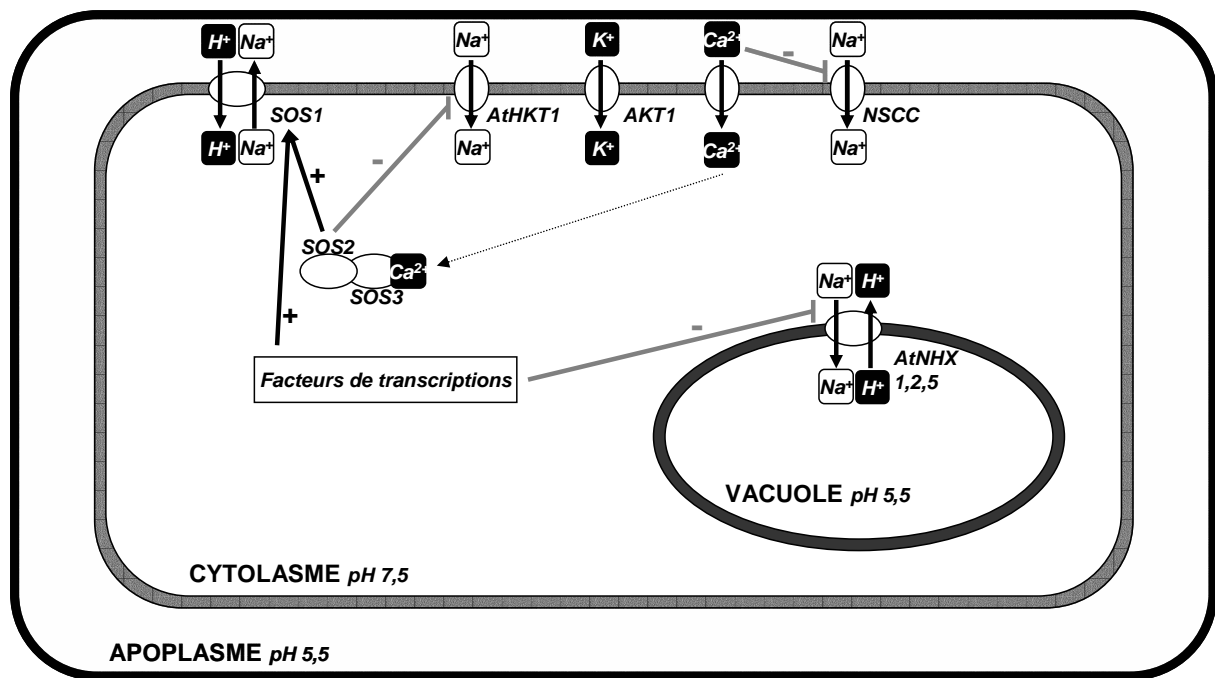 H+ Na+ Na+ K+ Ca2+ Na+
-
SOS1 AtHKT1 AKT1 NSCC
H+ Na+ Na+ K+ Ca2+ Na+
-
+
SOS2
Ca2+
SOS3
Na+ H+
+
-
AtNHX
1,2,5
Facteurs de transcriptions
Na+ H+
VACUOLE pH 5,5
CYTOLASME pH 7,5
APOPLASME pH 5,5